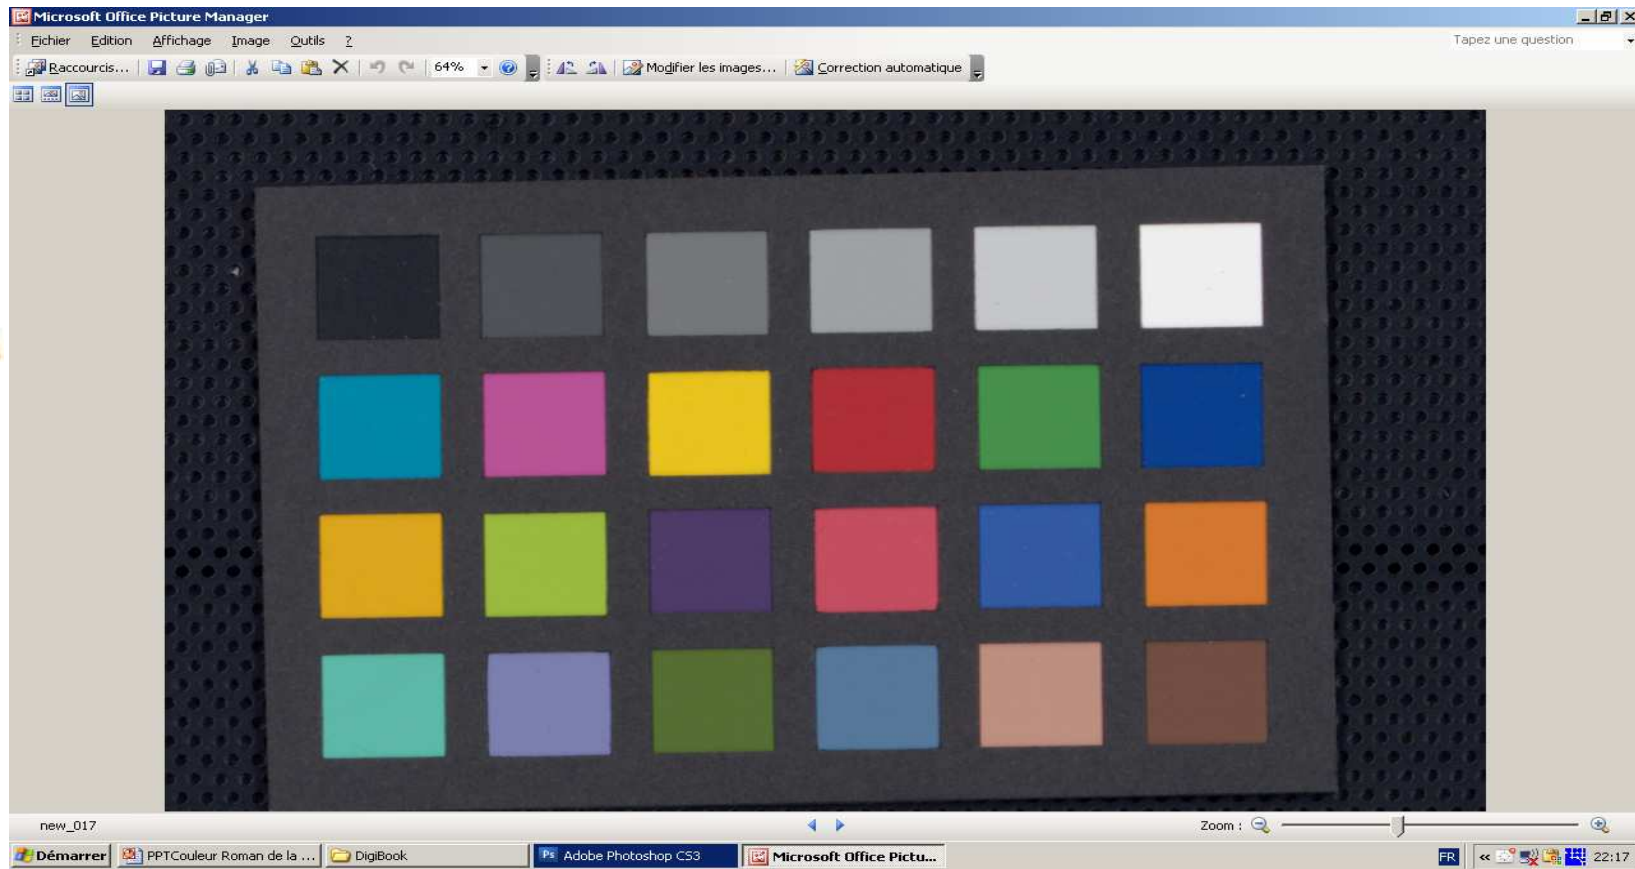 Microsoft Office Picture Manager
Fichier Edition Affichage Image Outils ? Tapez une question
Raccourcis... 64% Modifier les images... Correction automatique
new_017 Zoom :
Démarrer PPTCouleur Roman de la ... DigiBook Ps Adobe Photoshop CS3 Microsoft Office Pictu... FR « 22:17